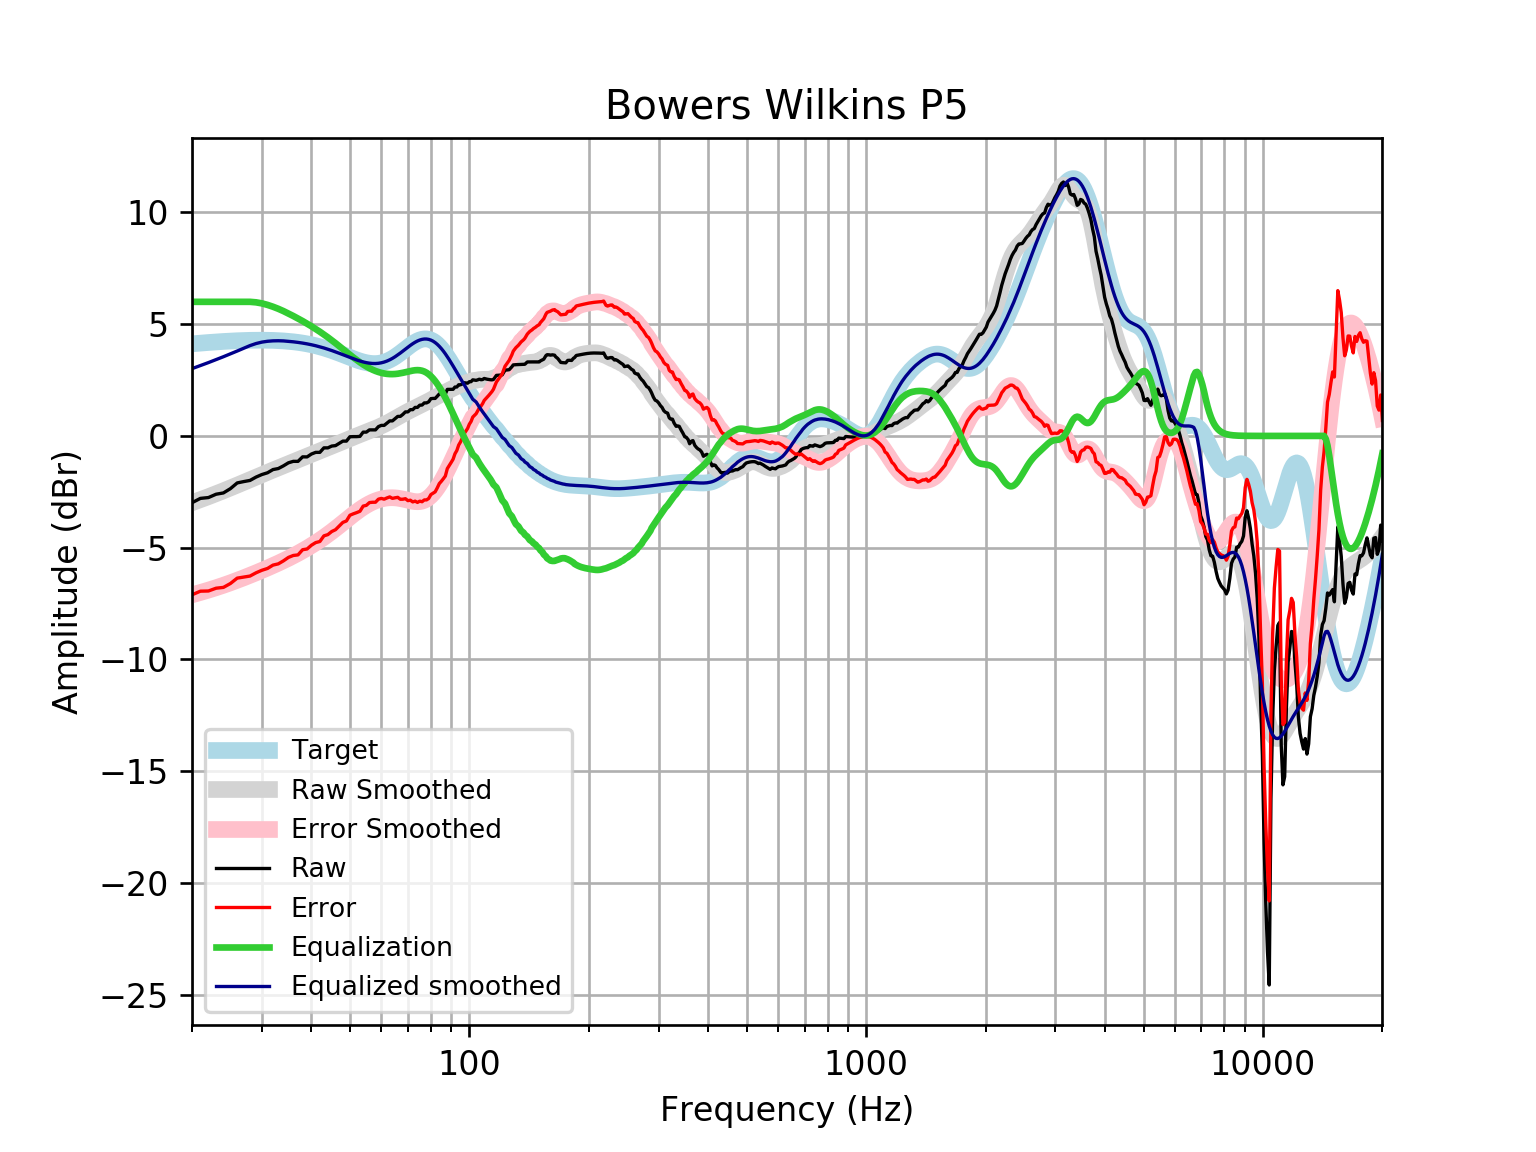 Bowers Wilkins P5
Amplitude (dBr)
10
5
0
−5
−10
−15
−20
−25
Target
Raw Smoothed
Error Smoothed
Raw
Error
Equalization
Equalized smoothed
100
1000
10000
Frequency (Hz)